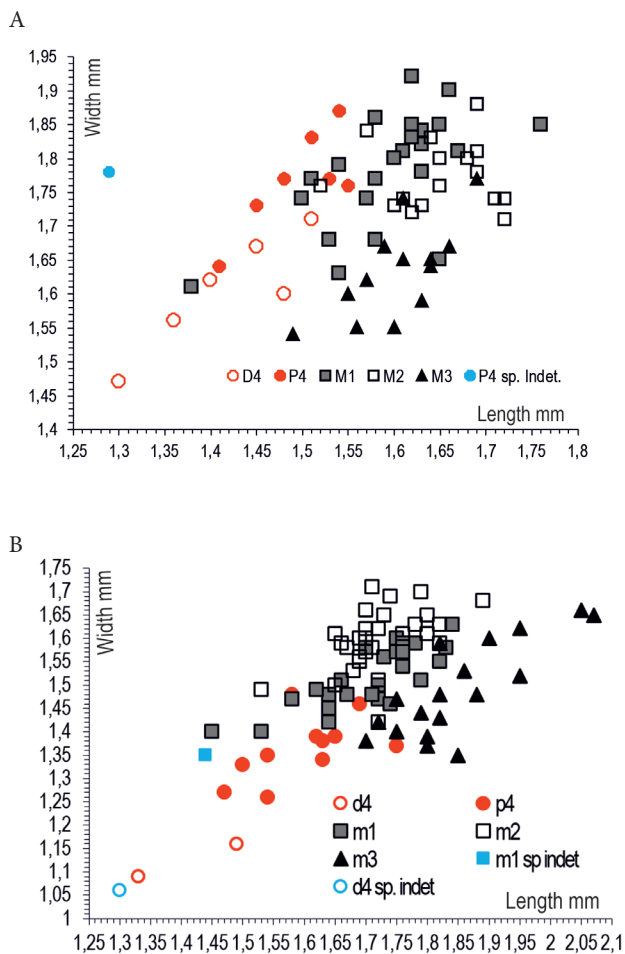 A
1,95
1,9
1,85
1,8
1,75
1,7
1,65
1,6
1,55
1,5
1,45
1,4
Width mm
D4 P4 M1 M2 M3 P4 sp. Indet.
Length mm
1,25 1,3 1,35 1,4 1,45 1,5 1,55 1,6 1,65 1,7 1,75 1,8
B
1,75
1,7
1,65
1,6
1,55
1,5
1,45
1,4
1,35
1,3
1,25
1,2
1,15
1,1
1,05
1
Width mm
d4 p4
m1 m2
m3 m1 sp indet
d4 sp. indet
Length mm
1,25 1,3 1,35 1,4 1,45 1,5 1,55 1,6 1,65 1,7 1,75 1,8 1,85 1,9 1,95 2 2,05 2,1